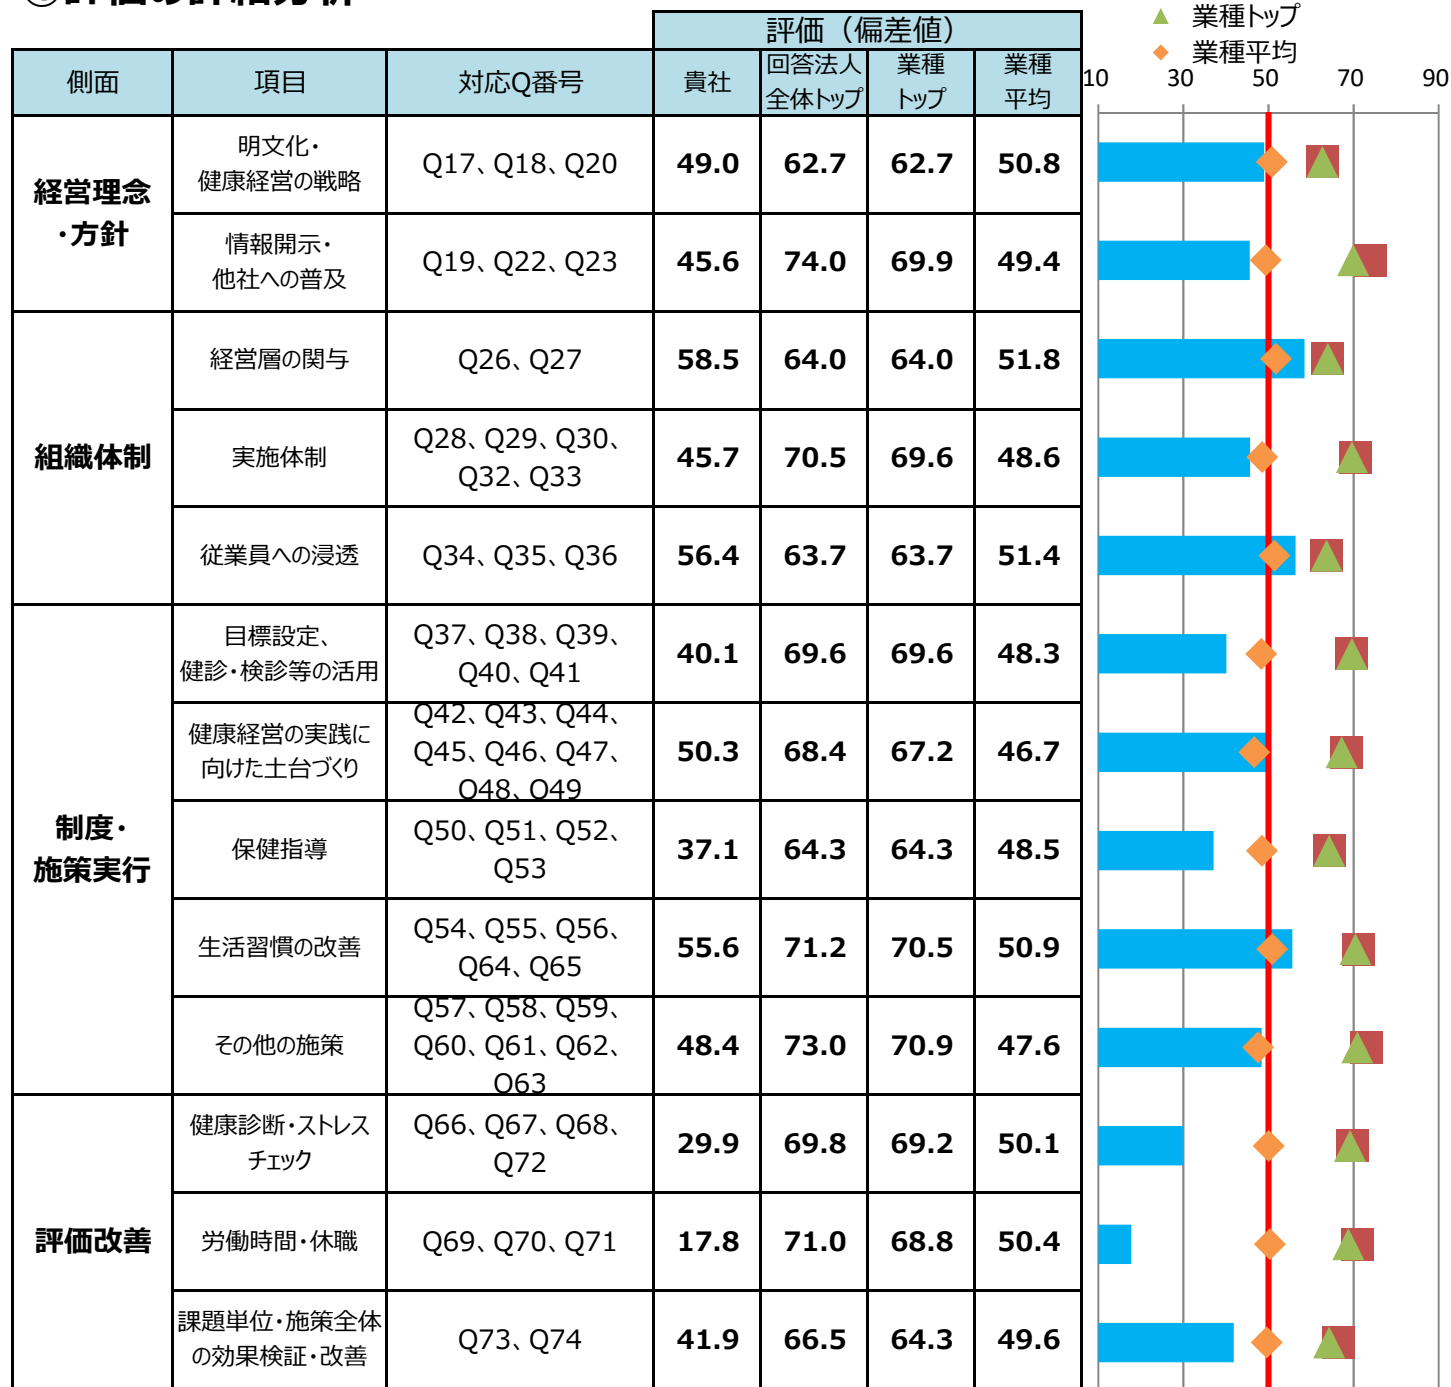 評価（偏差値）
▲ 業種トップ
◆ 業種平均
側面 項目 対応Q番号 貴社 回答法人 業種 業種
全体トップ トップ 平均
10 30 50 70 90
経営理念
・方針
明文化・
健康経営の戦略
Q17、Q18、Q20 49.0 62.7 62.7 50.8
情報開示・
他社への普及
Q19、Q22、Q23 45.6 74.0 69.9 49.4
組織体制
経営層の関与 Q26、Q27 58.5 64.0 64.0 51.8
実施体制
Q28、Q29、Q30、
Q32、Q33
45.7 70.5 69.6 48.6
従業員への浸透 Q34、Q35、Q36 56.4 63.7 63.7 51.4
制度・
施策実行
目標設定、
健診・検診等の活用
Q37、Q38、Q39、
Q40、Q41
40.1 69.6 69.6 48.3
健康経営の実践に
向けた土台づくり
Q42、Q43、Q44、
Q45、Q46、Q47、
Q48、Q49
50.3 68.4 67.2 46.7
保健指導
Q50、Q51、Q52、
Q53
37.1 64.3 64.3 48.5
生活習慣の改善
Q54、Q55、Q56、
Q64、Q65
55.6 71.2 70.5 50.9
その他の施策
Q57、Q58、Q59、
Q60、Q61、Q62、
Q63
48.4 73.0 70.9 47.6
評価改善
健康診断・ストレス
チェック
Q66、Q67、Q68、
Q72
29.9 69.8 69.2 50.1
労働時間・休職 Q69、Q70、Q71 17.8 71.0 68.8 50.4
課題単位・施策全体
の効果検証・改善
Q73、Q74 41.9 66.5 64.3 49.6